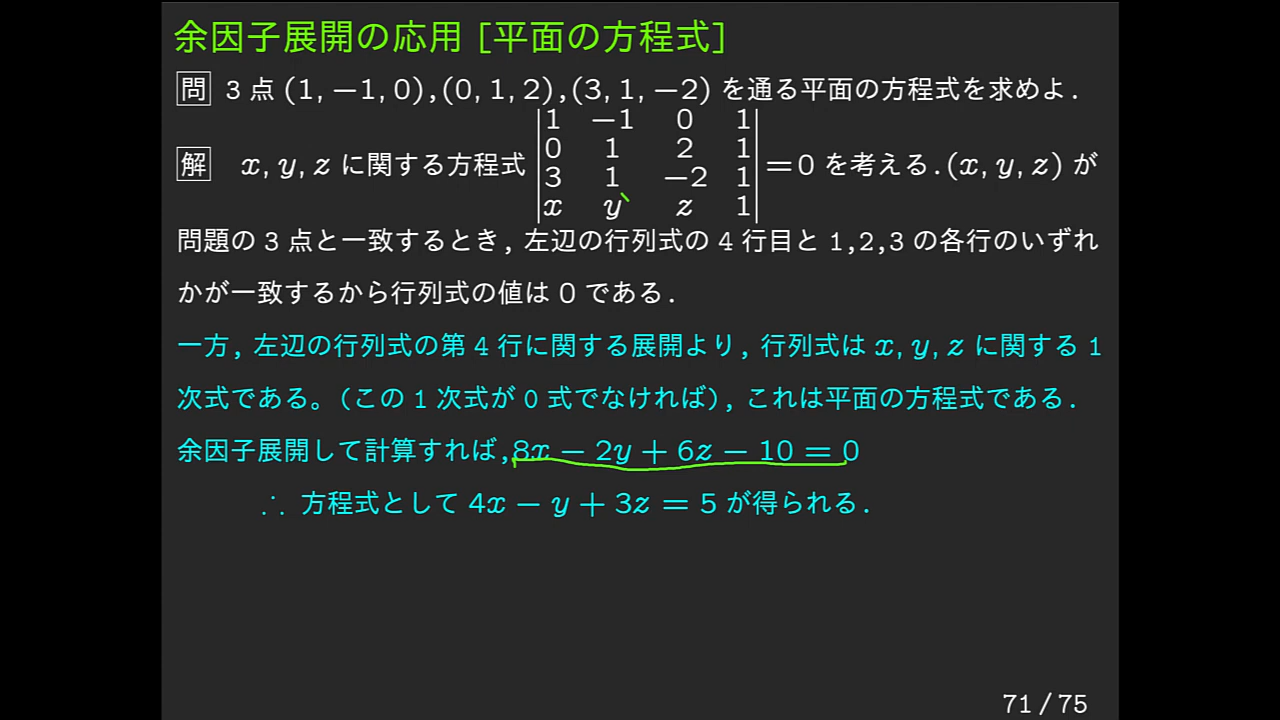 余因子展開の応用 [平面の方程式]
問 3 点 (1, −1, 0),(0, 1, 2),(3, 1, −2) を通る平面の方程式を求めよ.
1 −1 0 1
0 1 2 1
解 x, y, z に関する方程式 =0 を考える.(x, y, z) が
3 1 −2 1
x y z 1
問題の 3 点と一致するとき, 左辺の行列式の 4 行目と 1,2,3 の各行のいずれ
かが一致するから行列式の値は 0 である.
一方, 左辺の行列式の第 4 行に関する展開より, 行列式は x, y, z に関する 1
次式である。(この 1 次式が 0 式でなければ), これは平面の方程式である.
余因子展開して計算すれば,8x − 2y + 6z − 10 = 0
∴ 方程式として 4x − y + 3z = 5 が得られる.
71 / 75